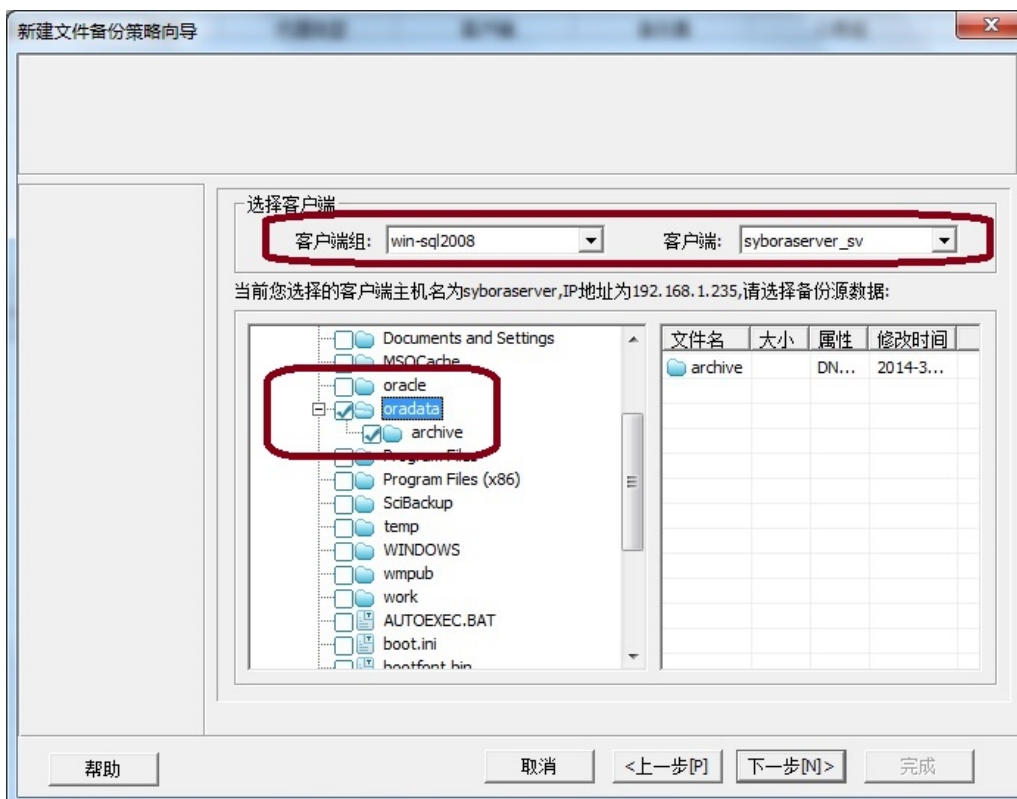 新建文件备份策略向导
选择客户端
客户端组: win-sql2008 客户端: syboraserver_sv
当前您选择的客户端主机名为syboraserver,IP地址为192.168.1.235,请选择备份源数据:
Documents and Settings
MSOCache
oracle
oradata
archive
Program Files
Program Files (x86)
SciBackup
temp
WINDOWS
wmpub
work
AUTOEXEC.BAT
boot.ini
bootfont.bin
文件名 大小 属性 修改时间
archive DN... 2014-3...
帮助 取消 <上一步[P] 下一步[N]> 完成